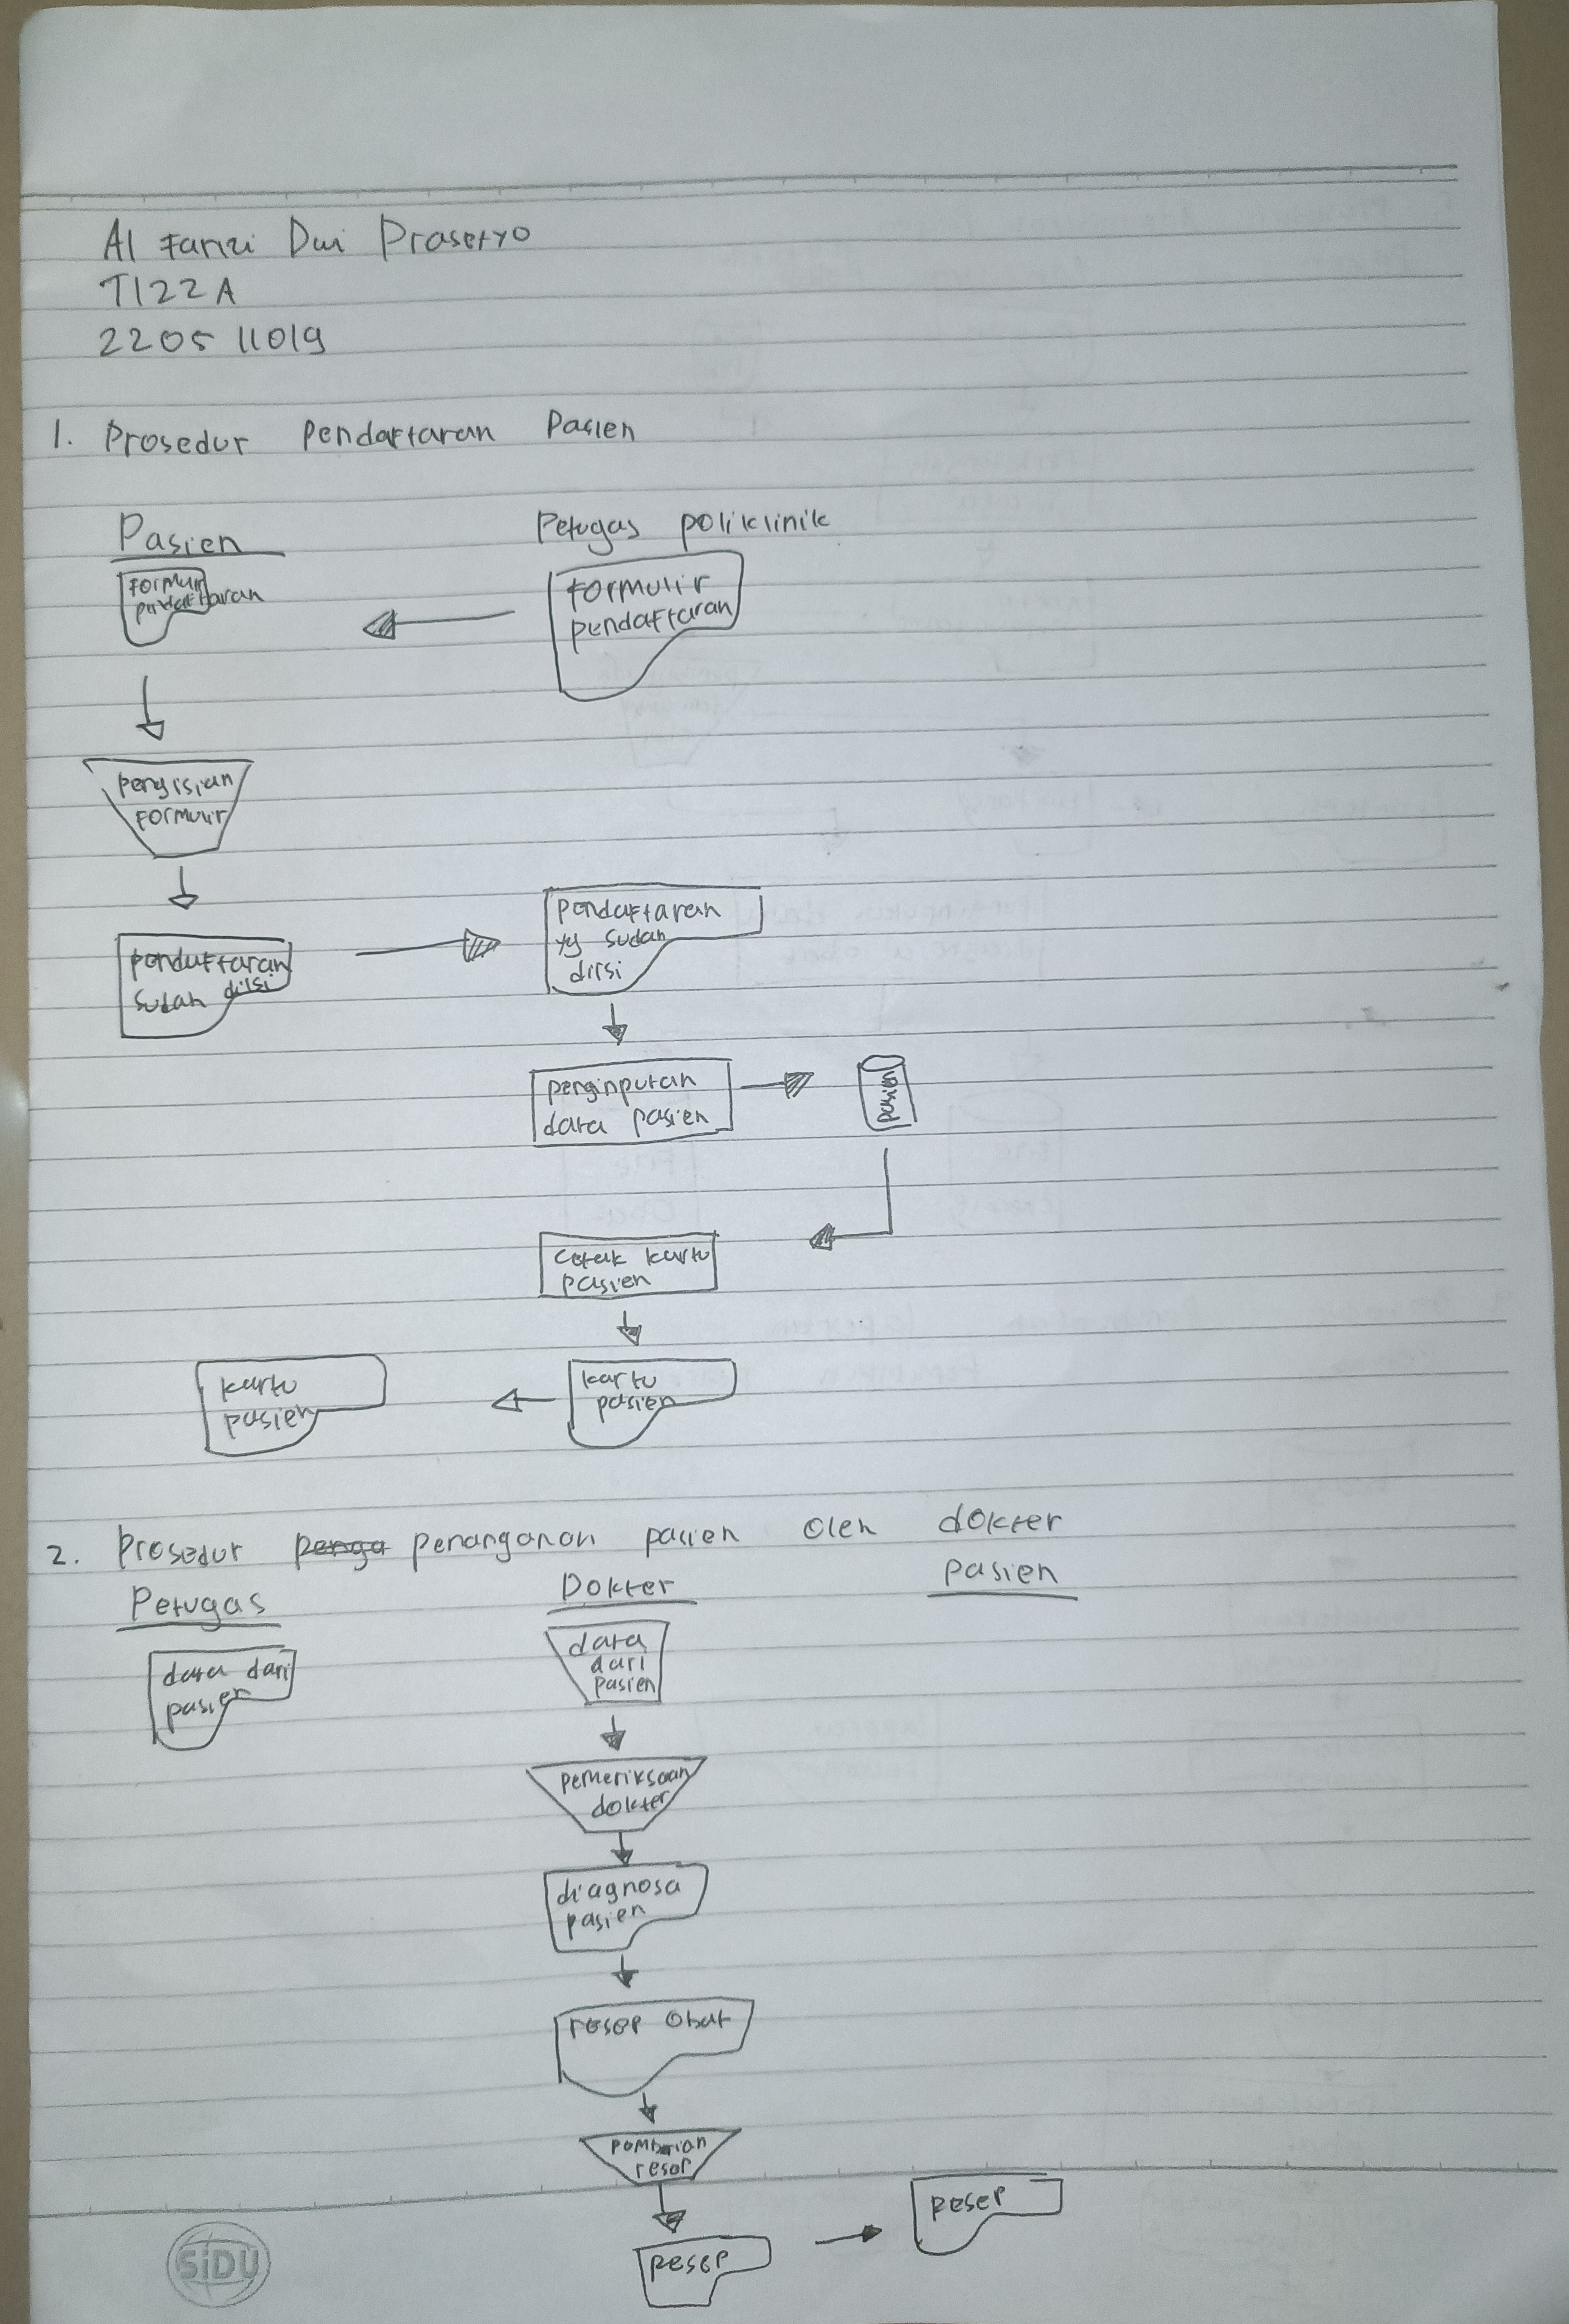 Al Farizi Dwi Prasetyo
TI22A
220511019
1. Prosedur Pendaftaran Pasien
Pasien
Petugas poliklinik
Formulir
pendaftaran
Formulir
pendaftaran
pengisian
Formulir
pendaftaran
sudah diisi
pendaftaran
yg sudah
diisi
penginputan
data pasien
pasien
cetak kartu
pasien
kartu
pasien
kartu
pasien
2. Prosedur penga penanganan pasien oleh dokter
Petugas
Dokter
pasien
data dari
pasien
data
dari
pasien
pemeriksaan
dokter
diagnosa
pasien
resep obat
pembrian
resep
resep
resep
SiDU